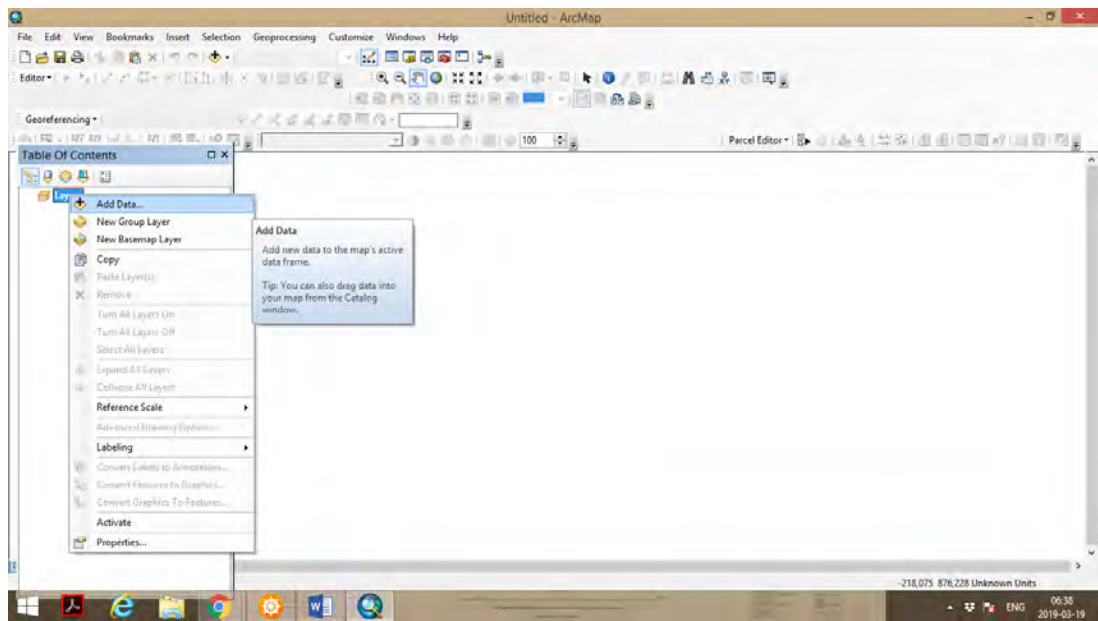 Untitled - ArcMap
File Edit View Bookmarks Insert Selection Geoprocessing Customize Windows Help
Editor
Georeferencing
100
Parcel Editor
Table Of Contents
Add Data...
New Group Layer
New Basemap Layer
Copy
Paste Layer(s)
Remove
Turn All Layers On
Turn All Layers Off
Select All Layers
Expand All Layers
Collapse All Layers
Reference Scale
Advanced Drawing Options...
Labeling
Convert Labels to Annotation...
Convert Features to Graphics...
Convert Graphics To Features...
Activate
Properties...
Add Data
Add new data to the map's active
data frame.
Tip: You can also drag data into
your map from the Catalog
window.
-218,075 876,228 Unknown Units
ENG
06:38
2019-03-19